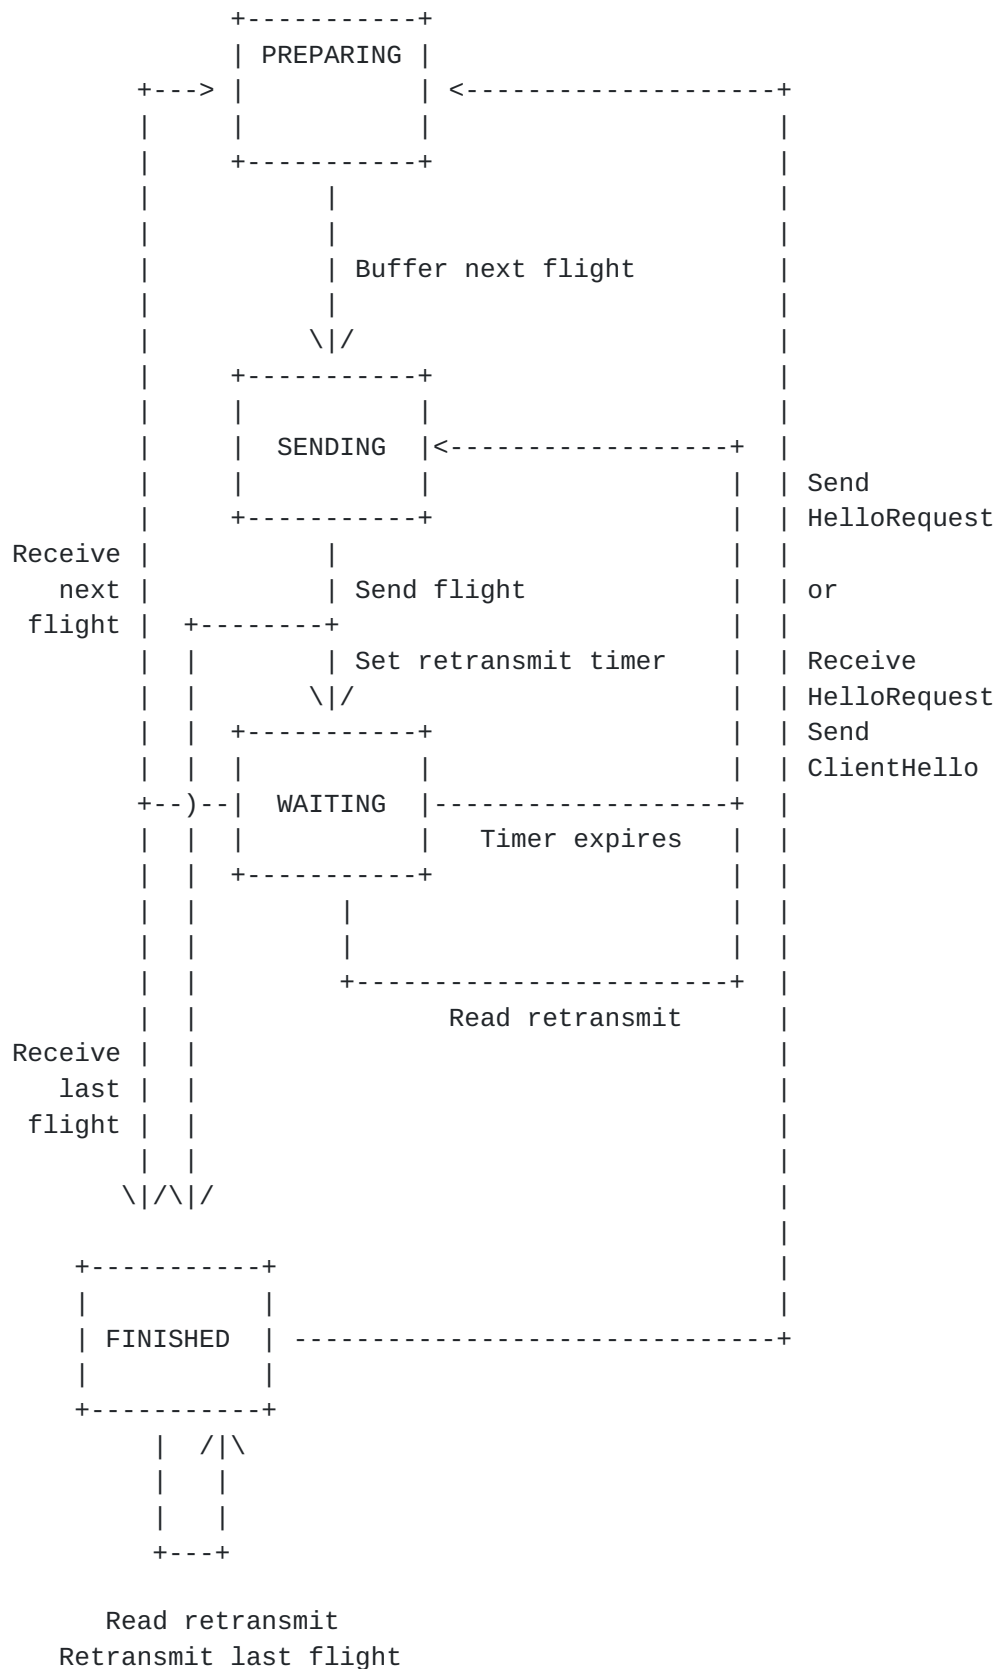 PREPARING
Buffer next flight
SENDING
Send
HelloRequest
Receive
next
flight
Send flight
or
Set retransmit timer
Receive
HelloRequest
Send
ClientHello
WAITING
Timer expires
Read retransmit
Receive
last
flight
FINISHED
Read retransmit
Retransmit last flight